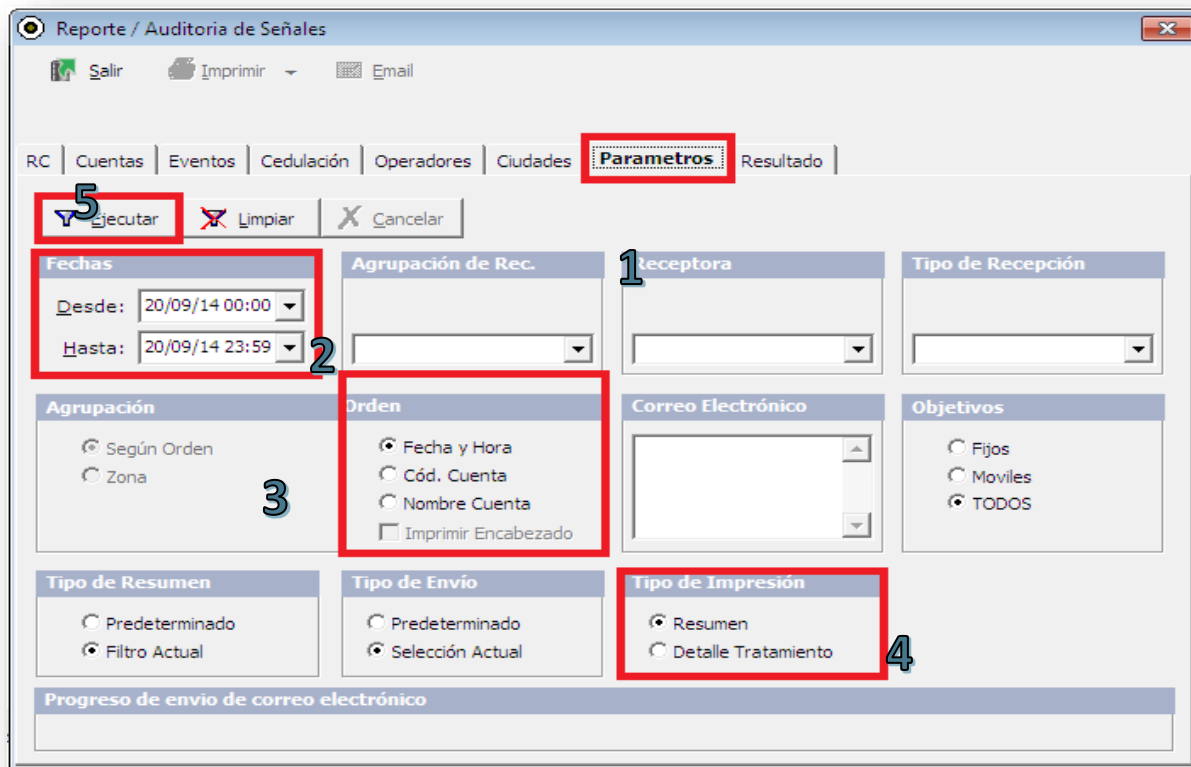 Reporte / Auditoria de Señales
Salir Imprimir Email
RC Cuentas Eventos Cedulación Operadores Ciudades Parametros Resultado
5
Ejecutar Limpiar Cancelar
1
Fechas Agrupación de Rec. Receptora Tipo de Recepción
Desde: 20/09/14 00:00
Hasta: 20/09/14 23:59
2
Agrupación Orden Correo Electrónico Objetivos
Según Orden Fecha y Hora Fijos
Zona Cód. Cuenta Moviles
3 Nombre Cuenta TODOS
Imprimir Encabezado
Tipo de Resumen Tipo de Envío Tipo de Impresión
Predeterminado Predeterminado Resumen
Filtro Actual Selección Actual Detalle Tratamiento 4
Progreso de envio de correo electrónico